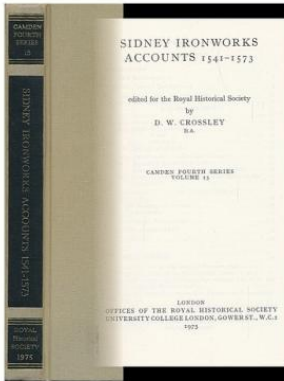 CAMDEN
FOURTH
SERIES
SIDNEY IRONWORKS ACCOUNTS 1541-1573
ROYAL
Historical
SOCIETY
1975
SIDNEY IRONWORKS
ACCOUNTS 1541-1573
edited for the Royal Historical Society
by
D. W. CROSSLEY
B.A.
CAMDEN FOURTH SERIES
VOLUME 15
LONDON
OFFICES OF THE ROYAL HISTORICAL SOCIETY
UNIVERSITY COLLEGE LONDON, GOWER ST., W.C.1
1975